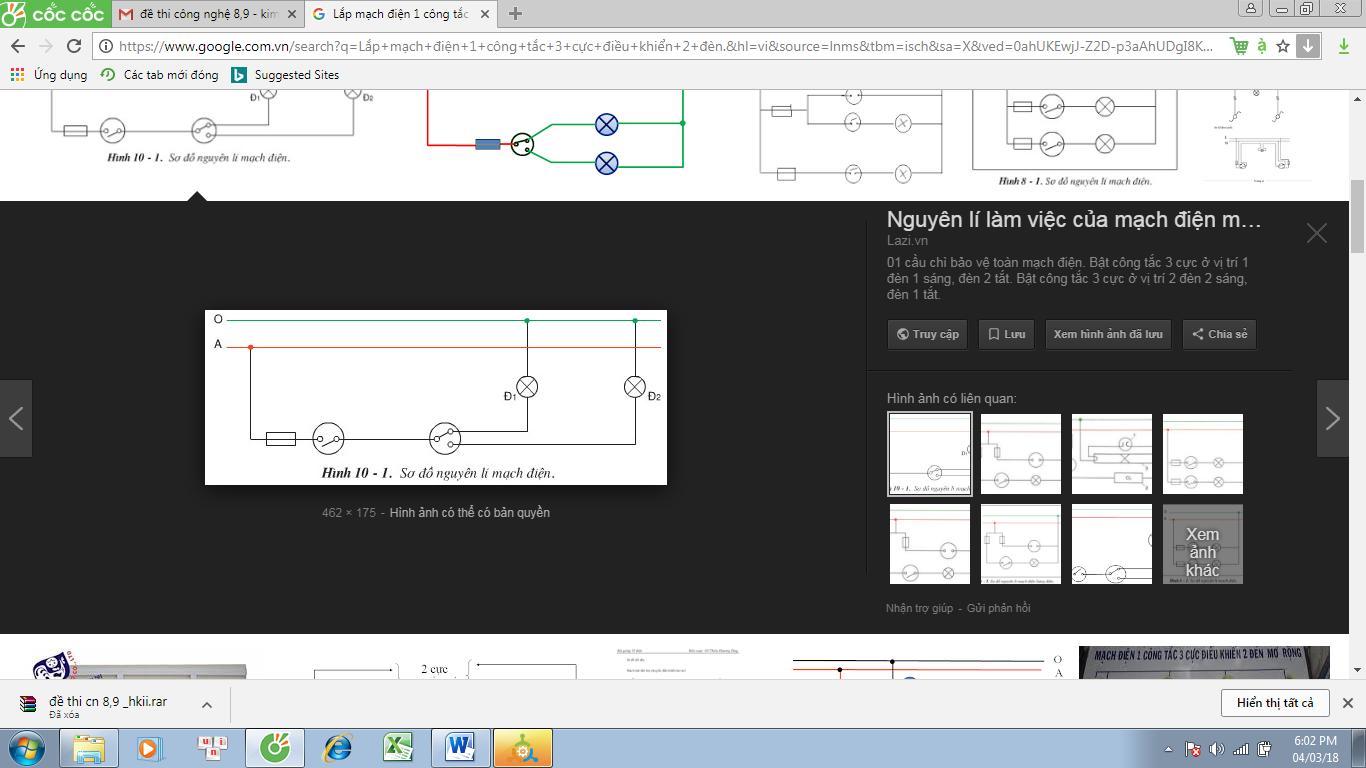 cốc cốc
đề thi công nghệ 8,9 - kim
Lắp mạch điện 1 công tắc
https://www.google.com.vn/search?q=Lắp+mạch+điện+1+công+tắc+3+cực+điều+khiển+2+đèn.&hl=vi&source=lnms&tbm=isch&sa=X&ved=0ahUKEwjJ-Z2D-p3aAhUDgI8K...
Ứng dụng
Các tab mới đóng
Suggested Sites
Đ1
Đ2
Hình 10 - 1. Sơ đồ nguyên lí mạch điện.
Hình 8 - 1. Sơ đồ nguyên lí mạch điện.
Nguyên lí làm việc của mạch điện m...
Lazi.vn
01 cầu chì bảo vệ toàn mạch điện. Bật công tắc 3 cực ở vị trí 1
đèn 1 sáng, đèn 2 tắt. Bật công tắc 3 cực ở vị trí 2 đèn 2 sáng,
đèn 1 tắt.
Truy cập
Lưu
Xem hình ảnh đã lưu
Chia sẻ
O
A
Đ1
Đ2
Hình 10 - 1. Sơ đồ nguyên lí mạch điện.
462 × 175 - Hình ảnh có thể có bản quyền
Hình ảnh có liên quan:
Xem
ảnh
khác
Nhận trợ giúp - Gửi phản hồi
2 cực
O
A
MẠCH ĐIỆN 1 CÔNG TẮC 3 CỰC ĐIỀU KHIỂN 2 ĐÈN MỞ RỘNG
đề thi cn 8,9 _hkii.rar
Đã xóa
Hiển thị tất cả
6:02 PM
04/03/18